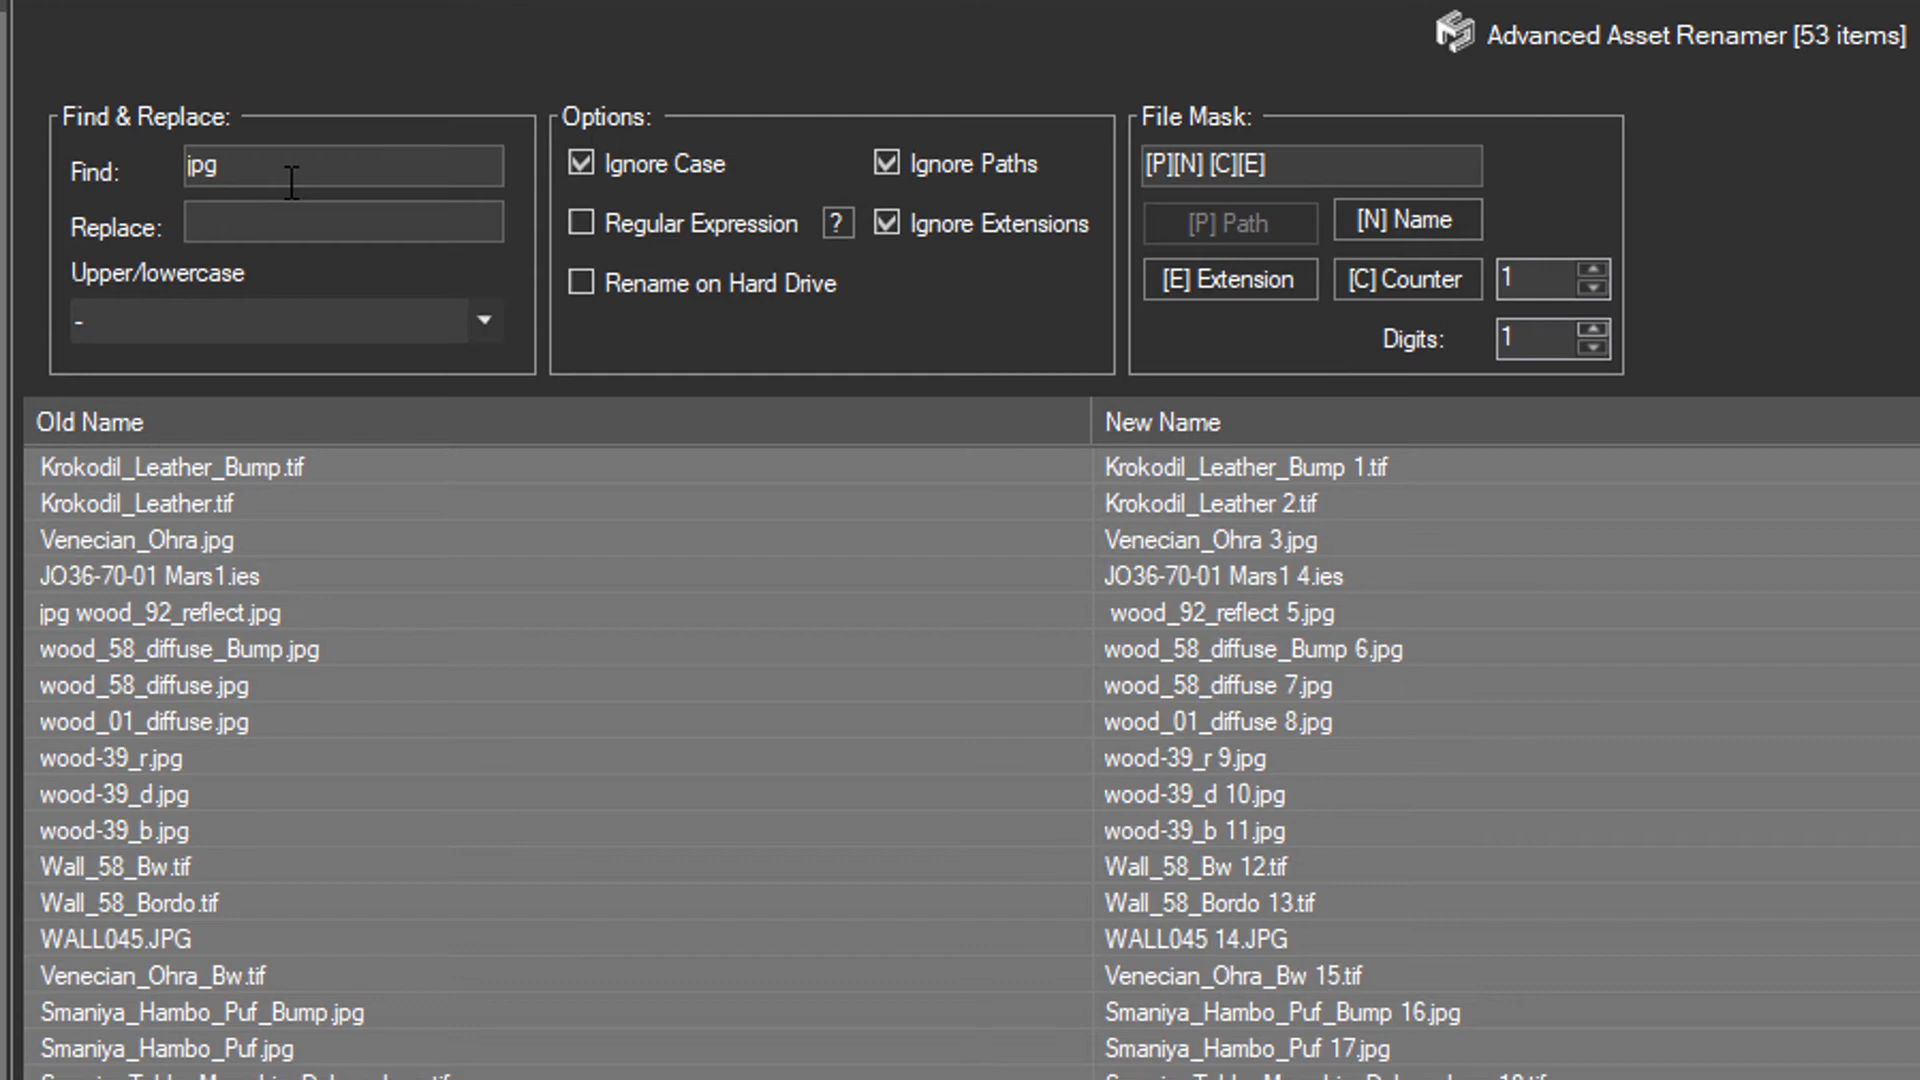 Advanced Asset Renamer [53 items]
Find & Replace:
Find:
jpg
Replace:
Upper/lowercase
-
Options:
Ignore Case
Ignore Paths
Regular Expression
?
Ignore Extensions
Rename on Hard Drive
File Mask:
[P][N] [C][E]
[P] Path
[N] Name
[E] Extension
[C] Counter
1
Digits:
1
Old Name
New Name
Krokodil_Leather_Bump.tif
Krokodil_Leather_Bump 1.tif
Krokodil_Leather.tif
Krokodil_Leather 2.tif
Venecian_Ohra.jpg
Venecian_Ohra 3.jpg
JO36-70-01 Mars1.ies
JO36-70-01 Mars1 4.ies
jpg wood_92_reflect.jpg
wood_92_reflect 5.jpg
wood_58_diffuse_Bump.jpg
wood_58_diffuse_Bump 6.jpg
wood_58_diffuse.jpg
wood_58_diffuse 7.jpg
wood_01_diffuse.jpg
wood_01_diffuse 8.jpg
wood-39_r.jpg
wood-39_r 9.jpg
wood-39_d.jpg
wood-39_d 10.jpg
wood-39_b.jpg
wood-39_b 11.jpg
Wall_58_Bw.tif
Wall_58_Bw 12.tif
Wall_58_Bordo.tif
Wall_58_Bordo 13.tif
WALL045.JPG
WALL045 14.JPG
Venecian_Ohra_Bw.tif
Venecian_Ohra_Bw 15.tif
Smaniya_Hambo_Puf_Bump.jpg
Smaniya_Hambo_Puf_Bump 16.jpg
Smaniya_Hambo_Puf.jpg
Smaniya_Hambo_Puf 17.jpg